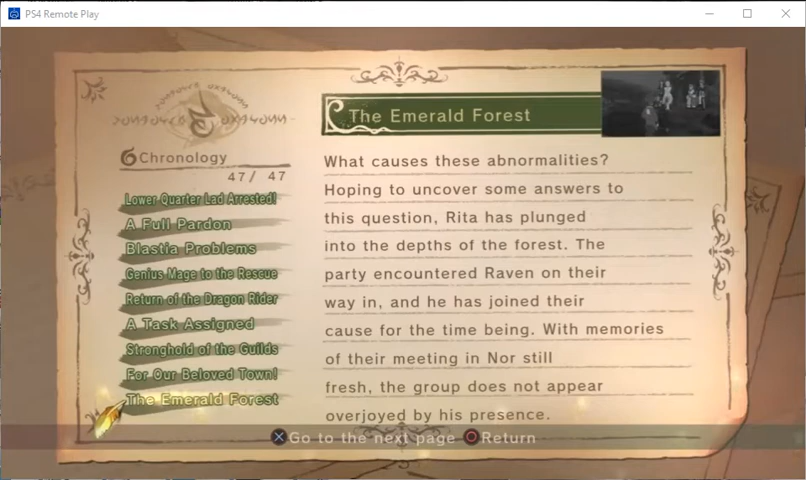 PS4 Remote Play
The Emerald Forest
Chronology
47/ 47
Lower Quarter Lad Arrested!
A Full Pardon
Blastia Problems
Genius Mage to the Rescue
Return of the Dragon Rider
A Task Assigned
Stronghold of the Guilds
For Our Beloved Town!
The Emerald Forest
What causes these abnormalities?
Hoping to uncover some answers to
this question, Rita has plunged
into the depths of the forest. The
party encountered Raven on their
way in, and he has joined their
cause for the time being. With memories
of their meeting in Nor still
fresh, the group does not appear
overjoyed by his presence.
Go to the next page Return